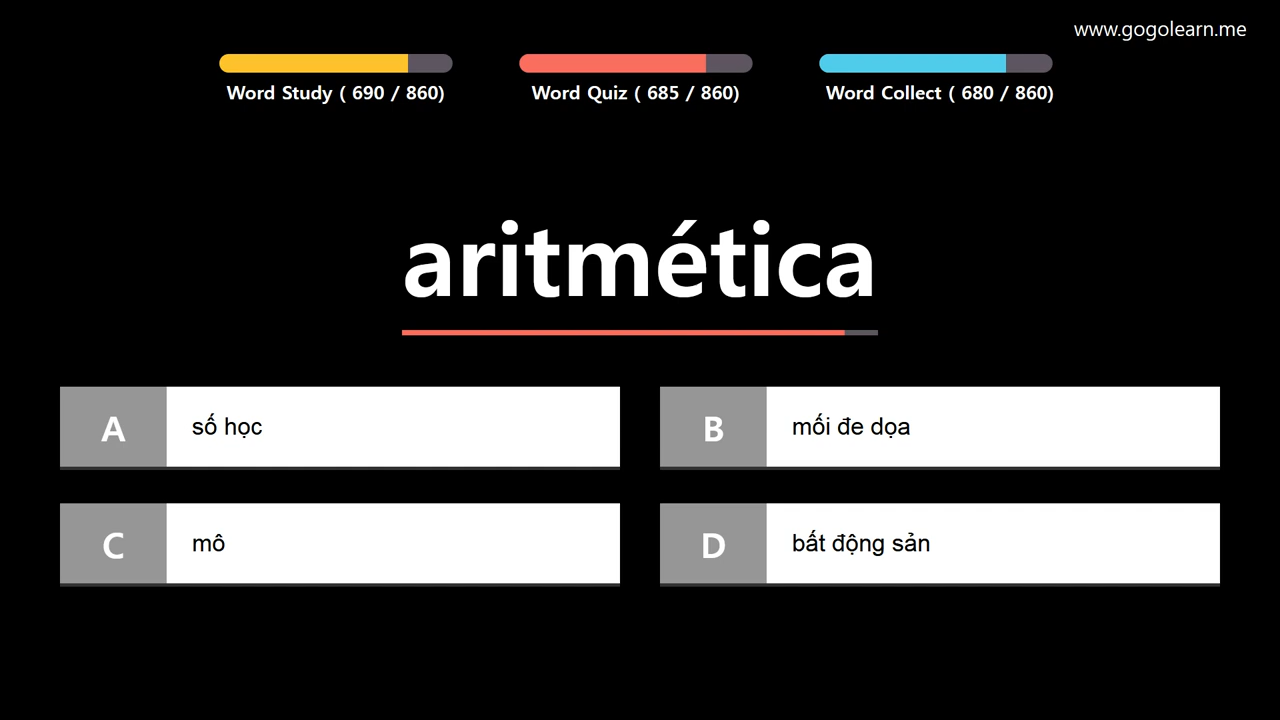 www.gogolearn.me
Word Study ( 690 / 860)
Word Quiz ( 685 / 860)
Word Collect ( 680 / 860)
aritmética
A
số học
B
mối đe dọa
C
mô
D
bất động sản